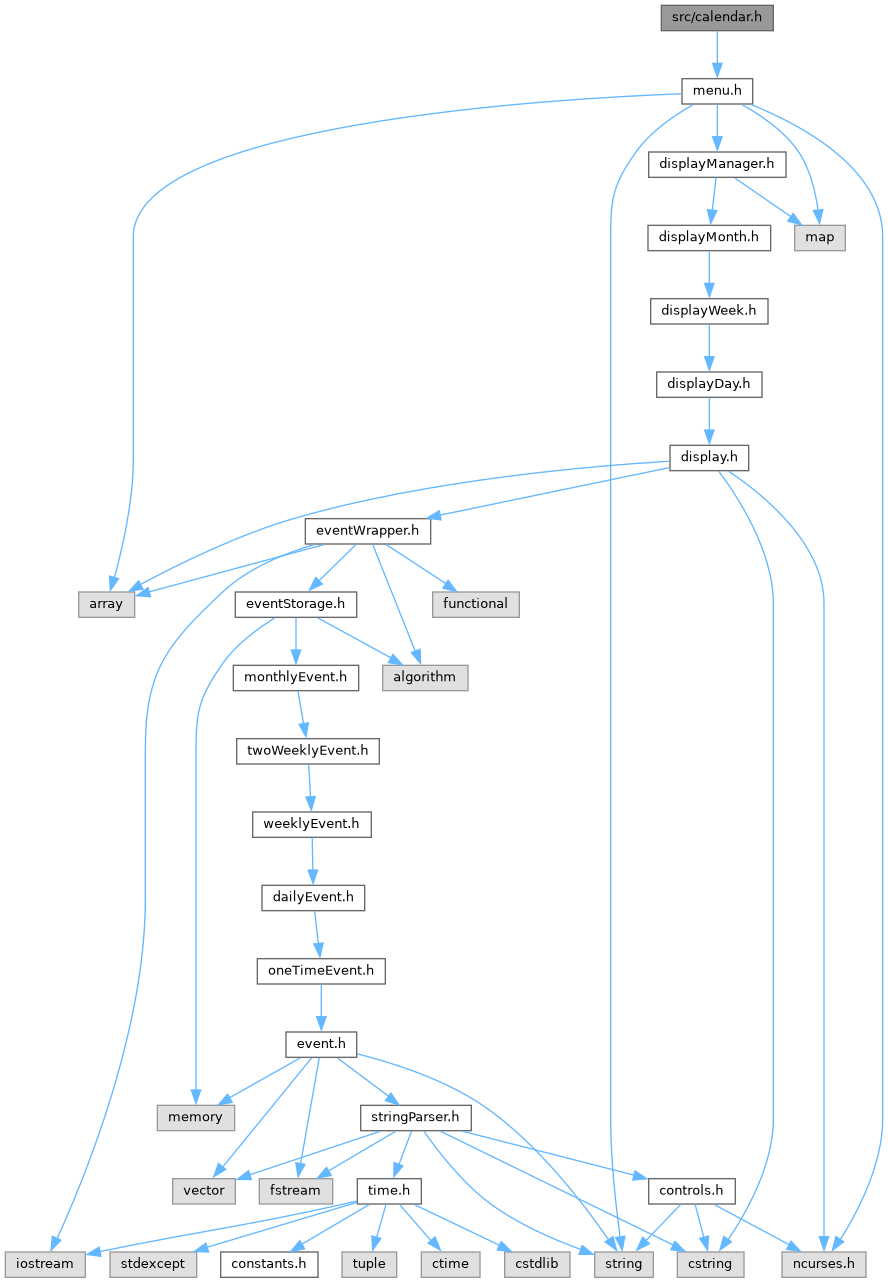 src/calendar.h
menu.h
displayManager.h
displayMonth.h
map
displayWeek.h
displayDay.h
display.h
eventWrapper.h
array
eventStorage.h
functional
monthlyEvent.h
algorithm
twoWeeklyEvent.h
weeklyEvent.h
dailyEvent.h
oneTimeEvent.h
event.h
memory
stringParser.h
vector
fstream
time.h
controls.h
iostream
stdexcept
constants.h
tuple
ctime
cstdlib
string
cstring
ncurses.h